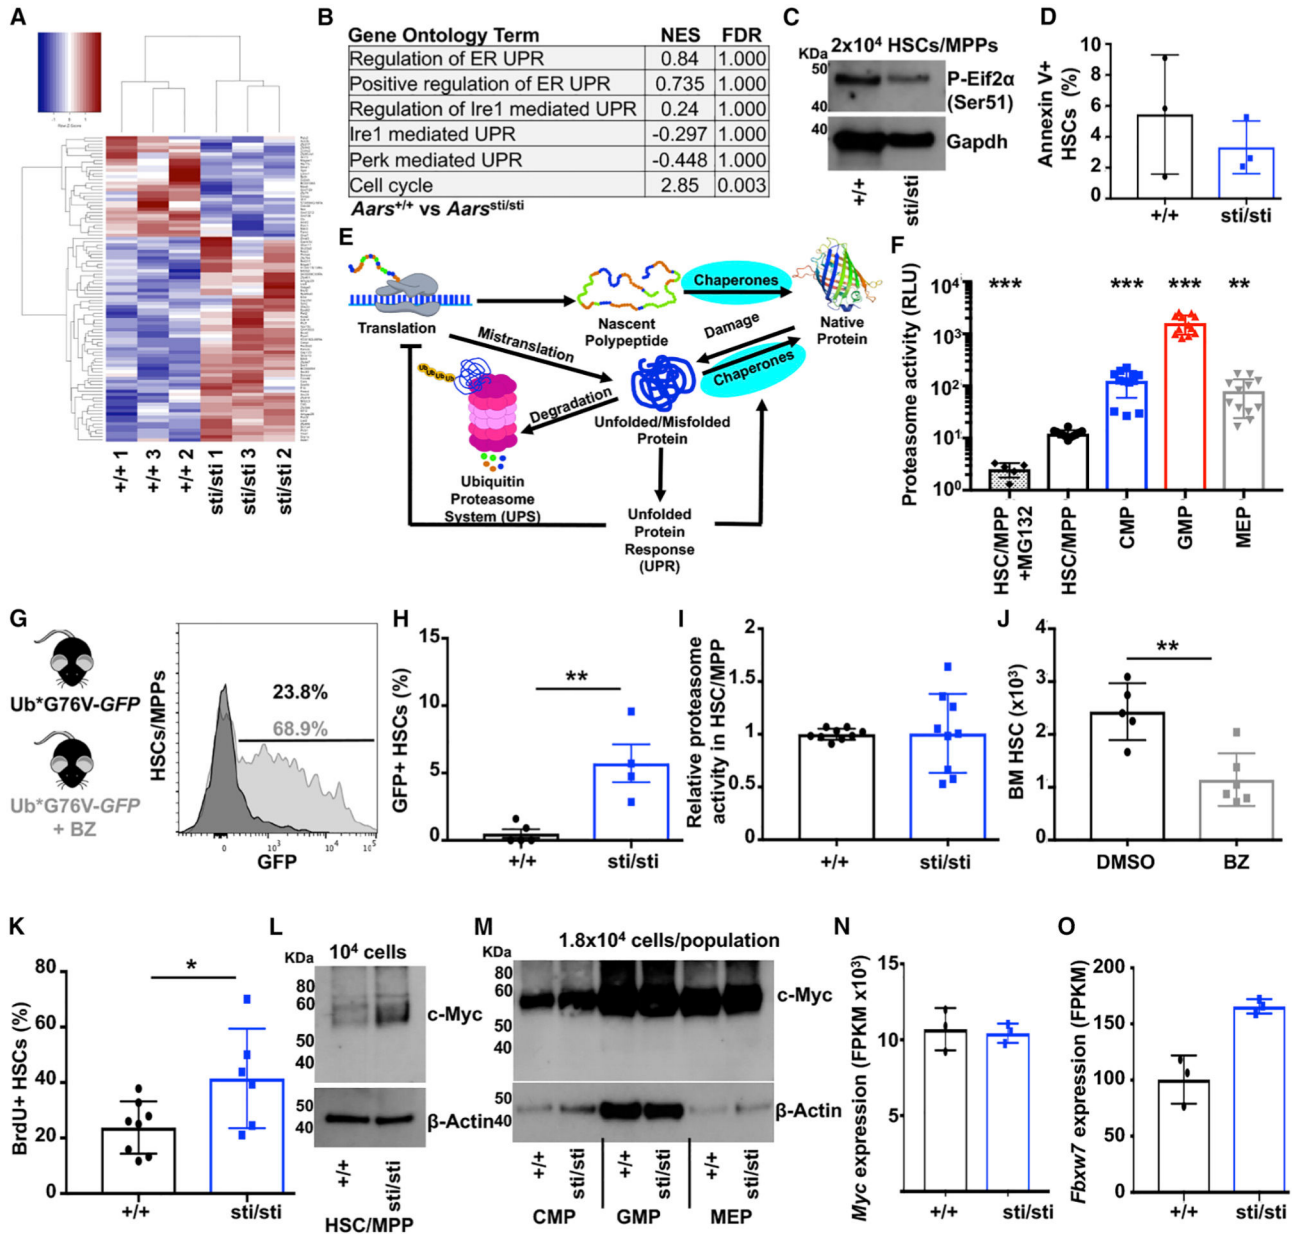 A
Row Z-Score
+/+ 1
+/+ 3
+/+ 2
sti/sti 1
sti/sti 3
sti/sti 2
B
Gene Ontology Term NES FDR
Regulation of ER UPR 0.84 1.000
Positive regulation of ER UPR 0.735 1.000
Regulation of Ire1 mediated UPR 0.24 1.000
Ire1 mediated UPR -0.297 1.000
Perk mediated UPR -0.448 1.000
Cell cycle 2.85 0.003
Aars+/+ vs Aarssti/sti
C
2x10⁴ HSCs/MPPs
KDa
50
40
P-Eif2α
(Ser51)
40
Gapdh
+/+
sti/sti
D
Annexin V+
HSCs (%)
10
8
6
4
2
0
+/+
sti/sti
E
Translation
Nascent
Polypeptide
Chaperones
Native
Protein
Mistranslation
Damage
Chaperones
UbUbUbUb
Degradation
Unfolded/Misfolded
Protein
Ubiquitin
Proteasome
System (UPS)
Unfolded
Protein
Response
(UPR)
F
Proteasome activity (RLU)
10⁴
10³
10²
10¹
10⁰
***
***
***
**
HSC/MPP
+MG132
HSC/MPP
CMP
GMP
MEP
G
Ub*G76V-GFP
Ub*G76V-GFP
+ BZ
HSCs/MPPs
23.8%
68.9%
0 10³ 10⁴ 10⁵
GFP
H
GFP+ HSCs (%)
15
10
5
0
**
+/+
sti/sti
I
Relative proteasome
activity in HSC/MPP
2
1.5
1
0.5
0
+/+
sti/sti
J
BM HSC (x10³)
4
3
2
1
0
**
DMSO
BZ
K
BrdU+ HSCs (%)
80
60
40
20
0
*
+/+
sti/sti
L
10⁴ cells
KDa
80
60
50
40
c-Myc
50
40
β-Actin
+/+
sti/sti
HSC/MPP
M
1.8x10⁴ cells/population
KDa
80
60
50
40
c-Myc
50
40
β-Actin
+/+
sti/sti
+/+
sti/sti
+/+
sti/sti
CMP
GMP
MEP
N
Myc expression (FPKM x10³)
15
10
5
+/+
sti/sti
O
Fbxw7 expression (FPKM)
200
150
100
50
0
+/+
sti/sti